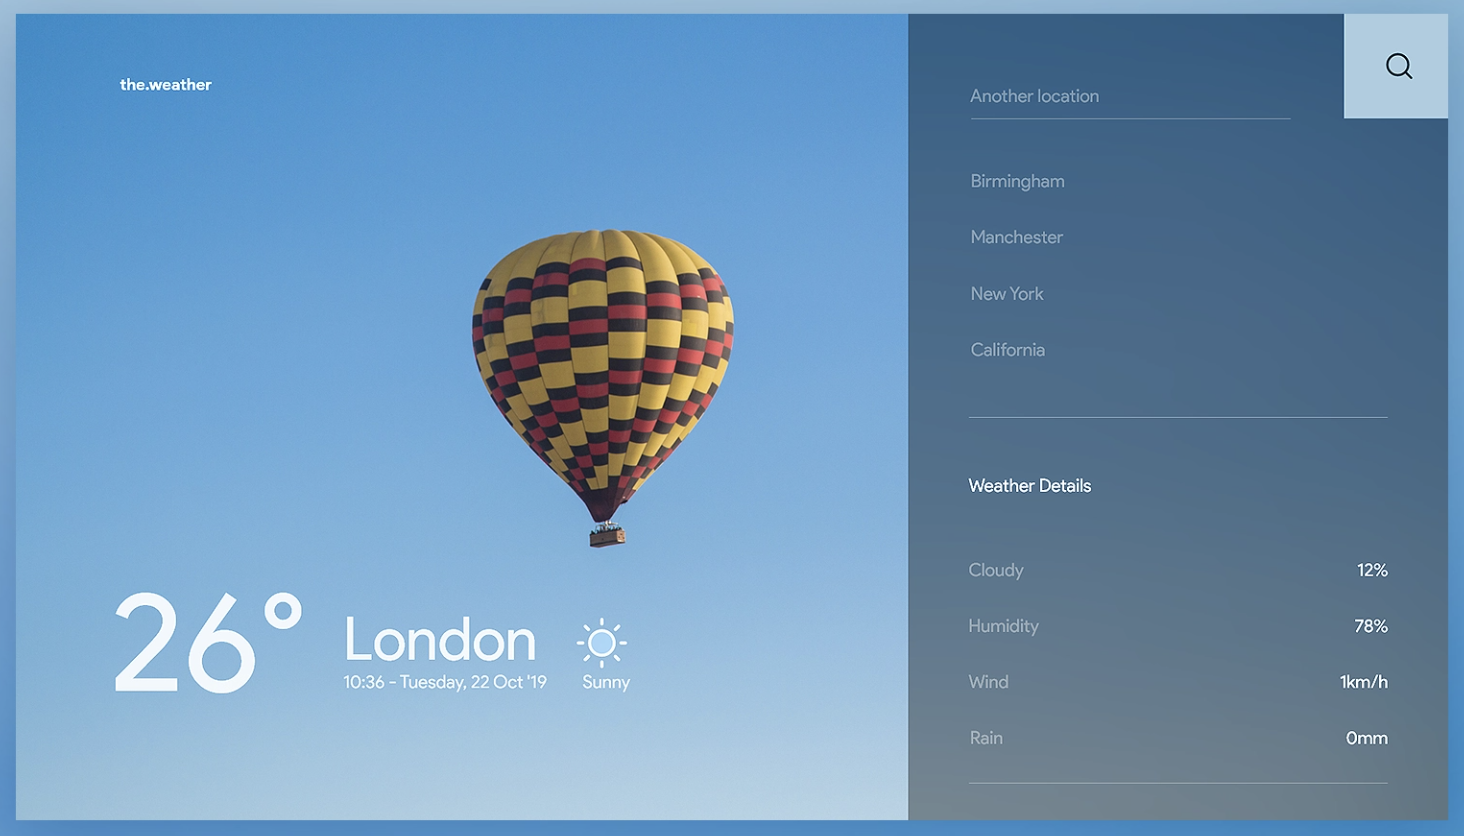 the.weather
26°
London
10:36 - Tuesday, 22 Oct '19
Sunny
Another location
Birmingham
Manchester
New York
California
Weather Details
Cloudy 12%
Humidity 78%
Wind 1km/h
Rain 0mm